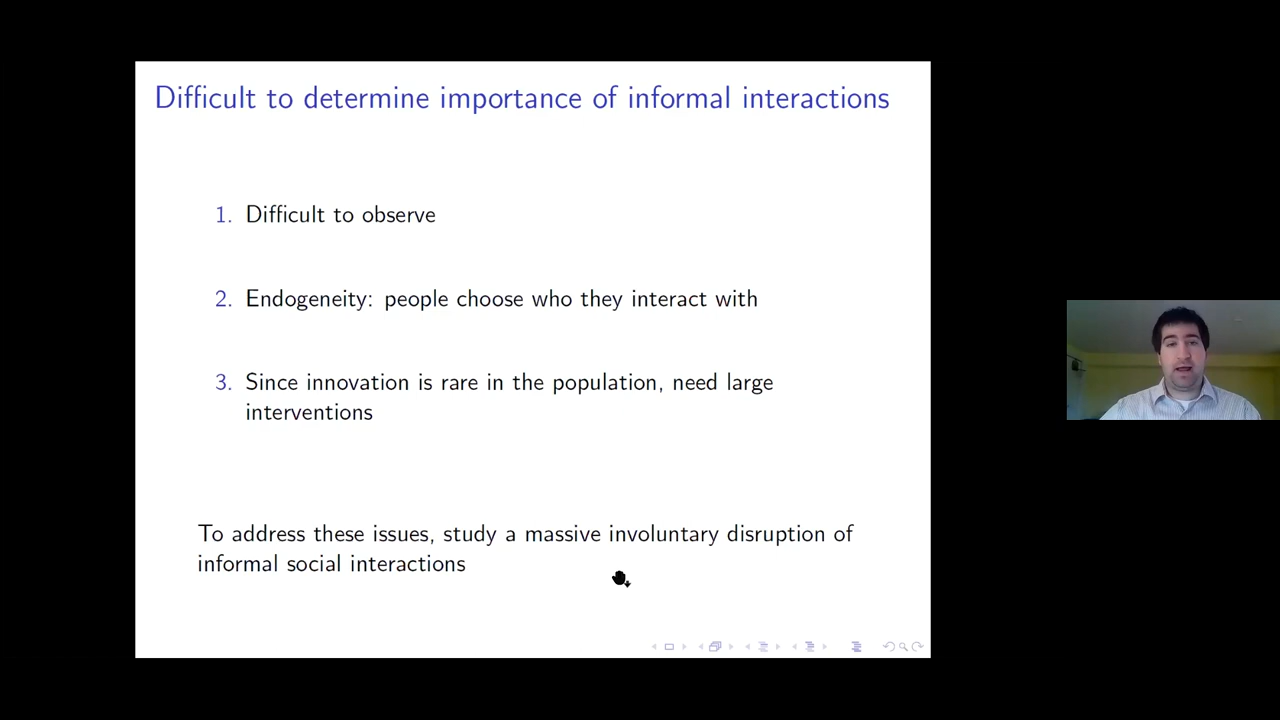 Difficult to determine importance of informal interactions
1. Difficult to observe
2. Endogeneity: people choose who they interact with
3. Since innovation is rare in the population, need large
interventions
To address these issues, study a massive involuntary disruption of
informal social interactions